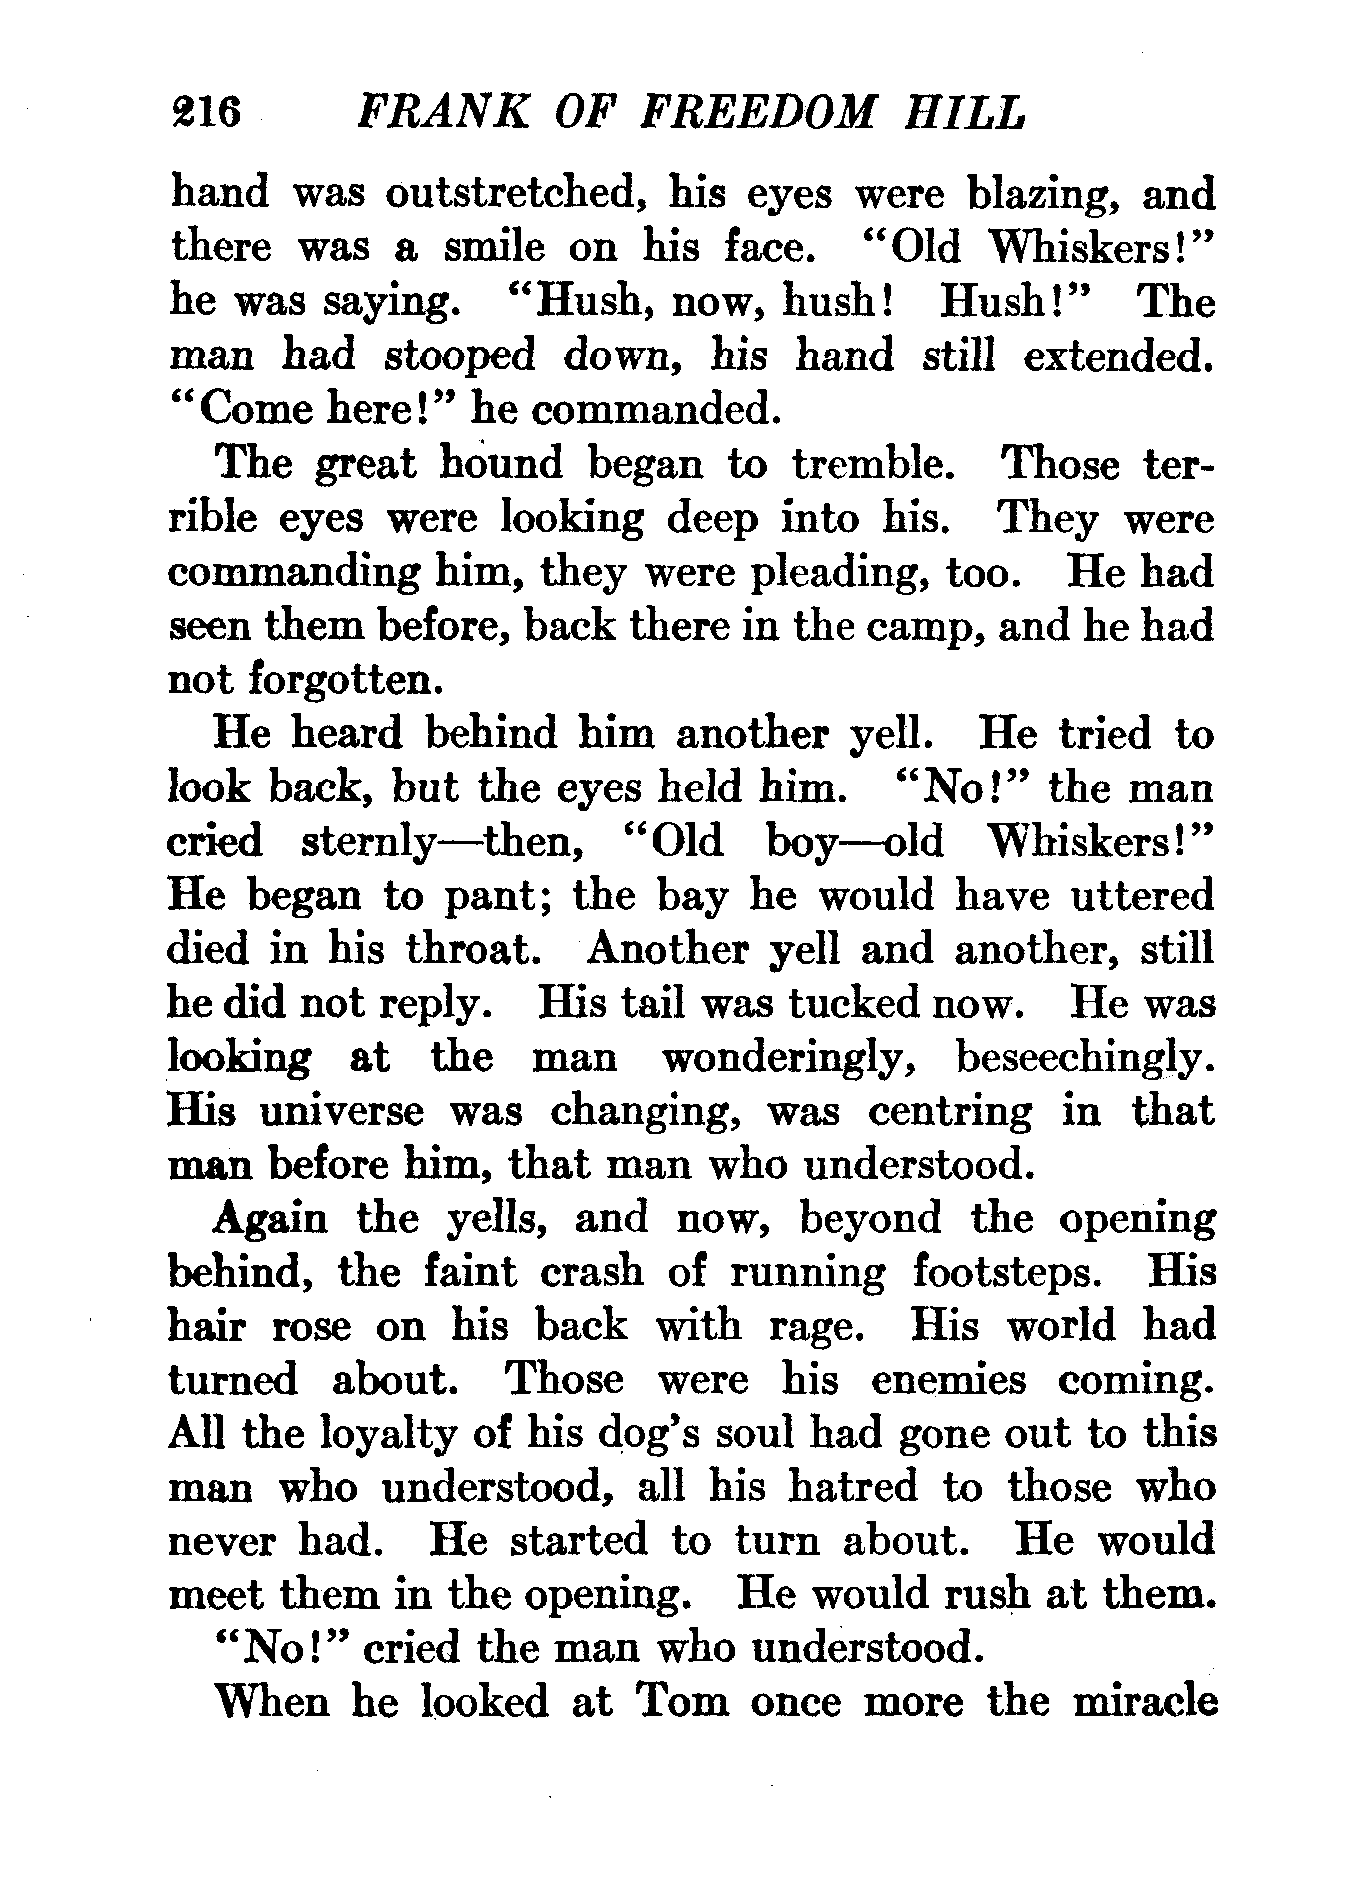 216 FRANK OF FREEDOM HILL
hand was outstretched, his eyes were blazing, and
there was a smile on his face. "Old Whiskers!"
he was saying. "Hush, now, hush! Hush!" The
man had stooped down, his hand still extended.
"Come here!" he commanded.
The great hound began to tremble. Those ter-
rible eyes were looking deep into his. They were
commanding him, they were pleading, too. He had
seen them before, back there in the camp, and he had
not forgotten.
He heard behind him another yell. He tried to
look back, but the eyes held him. "No!" the man
cried sternly—then, "Old boy—old Whiskers!"
He began to pant; the bay he would have uttered
died in his throat. Another yell and another, still
he did not reply. His tail was tucked now. He was
looking at the man wonderingly, beseechingly.
His universe was changing, was centring in that
man before him, that man who understood.
Again the yells, and now, beyond the opening
behind, the faint crash of running footsteps. His
hair rose on his back with rage. His world had
turned about. Those were his enemies coming.
All the loyalty of his dog's soul had gone out to this
man who understood, all his hatred to those who
never had. He started to turn about. He would
meet them in the opening. He would rush at them.
"No!" cried the man who understood.
When he looked at Tom once more the miracle